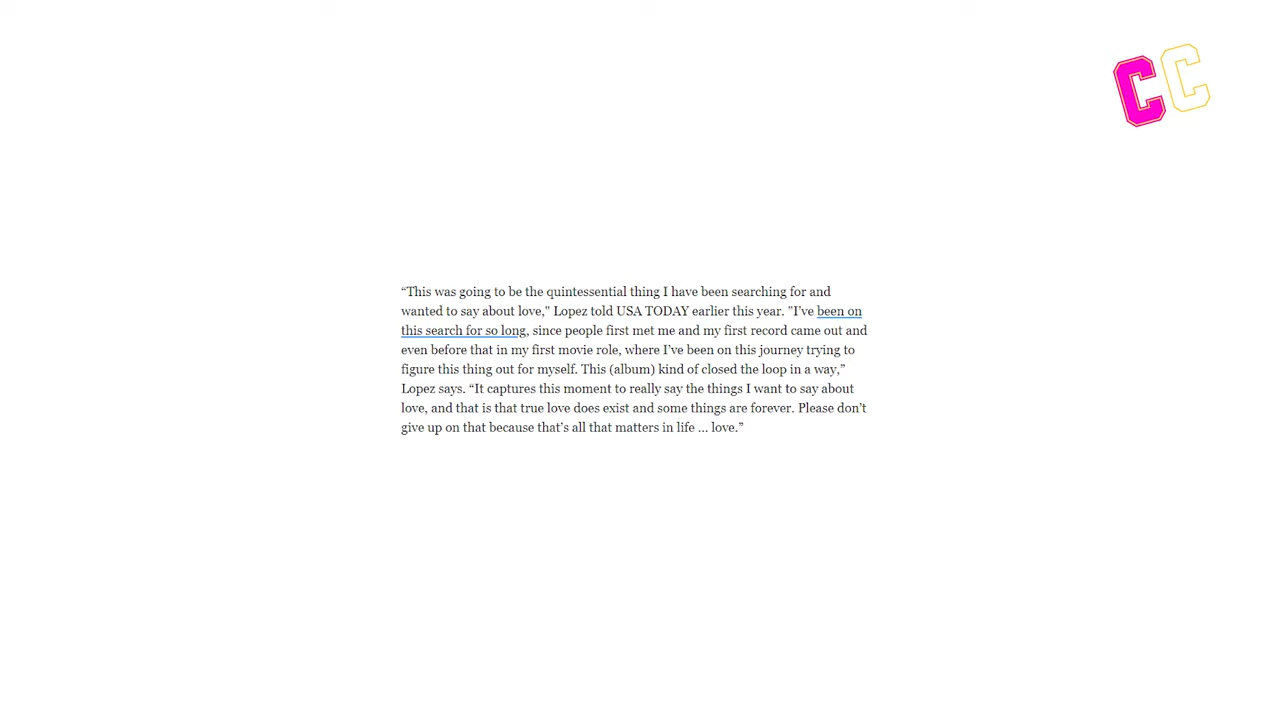 CC
“This was going to be the quintessential thing I have been searching for and
wanted to say about love," Lopez told USA TODAY earlier this year. "I’ve been on
this search for so long, since people first met me and my first record came out and
even before that in my first movie role, where I’ve been on this journey trying to
figure this thing out for myself. This (album) kind of closed the loop in a way,”
Lopez says. “It captures this moment to really say the things I want to say about
love, and that is that true love does exist and some things are forever. Please don’t
give up on that because that’s all that matters in life ... love.”